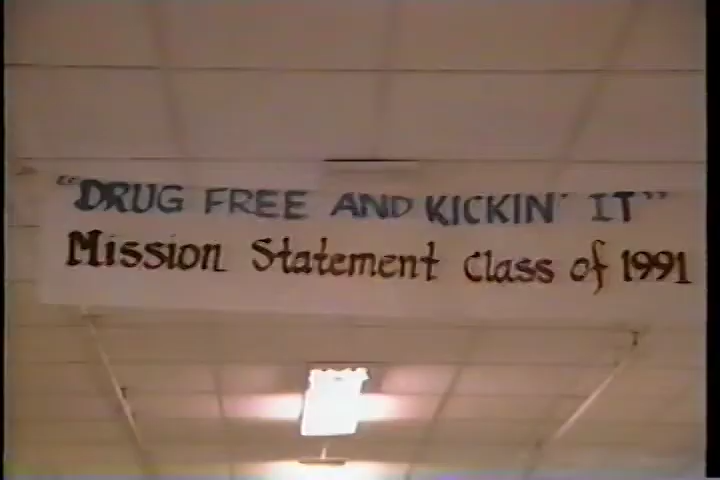 "DRUG FREE AND KICKIN' IT"
Mission Statement Class of 1991